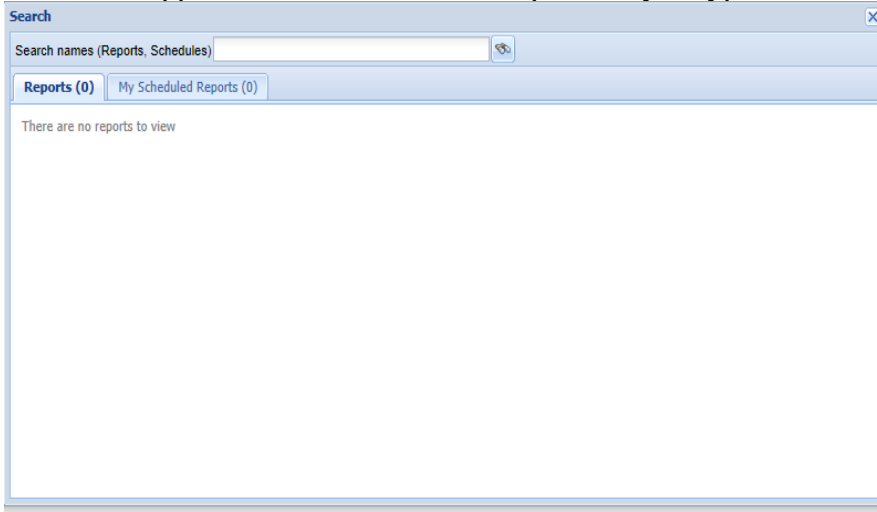 Search
Search names (Reports, Schedules)
Reports (0) My Scheduled Reports (0)
There are no reports to view